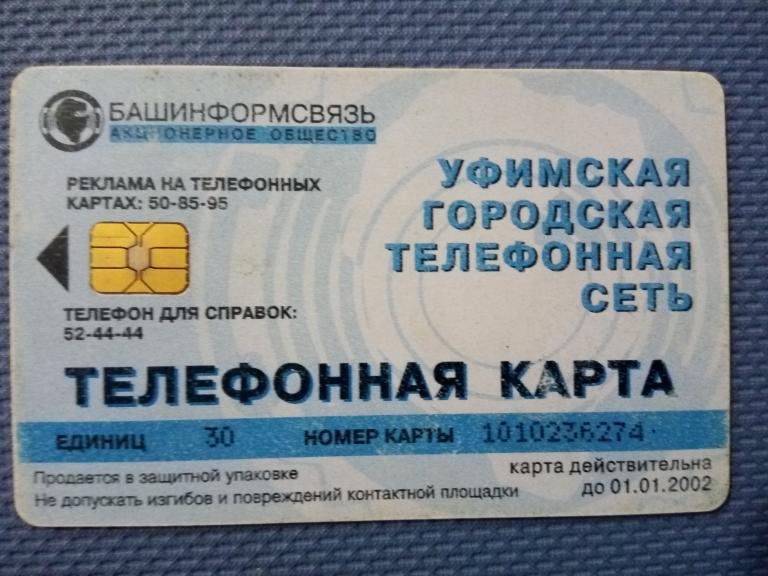 БАШИНФОРМСВЯЗЬ
АКЦИОНЕРНОЕ ОБЩЕСТВО
РЕКЛАМА НА ТЕЛЕФОННЫХ
КАРТАХ: 50-85-95
УФИМСКАЯ
ГОРОДСКАЯ
ТЕЛЕФОННАЯ
СЕТЬ
ТЕЛЕФОН ДЛЯ СПРАВОК:
52-44-44
ТЕЛЕФОННАЯ КАРТА
ЕДИНИЦ 30 НОМЕР КАРТЫ 1010236274
Продается в защитной упаковке
Не допускать изгибов и повреждений контактной площадки
карта действительна
до 01.01.2002